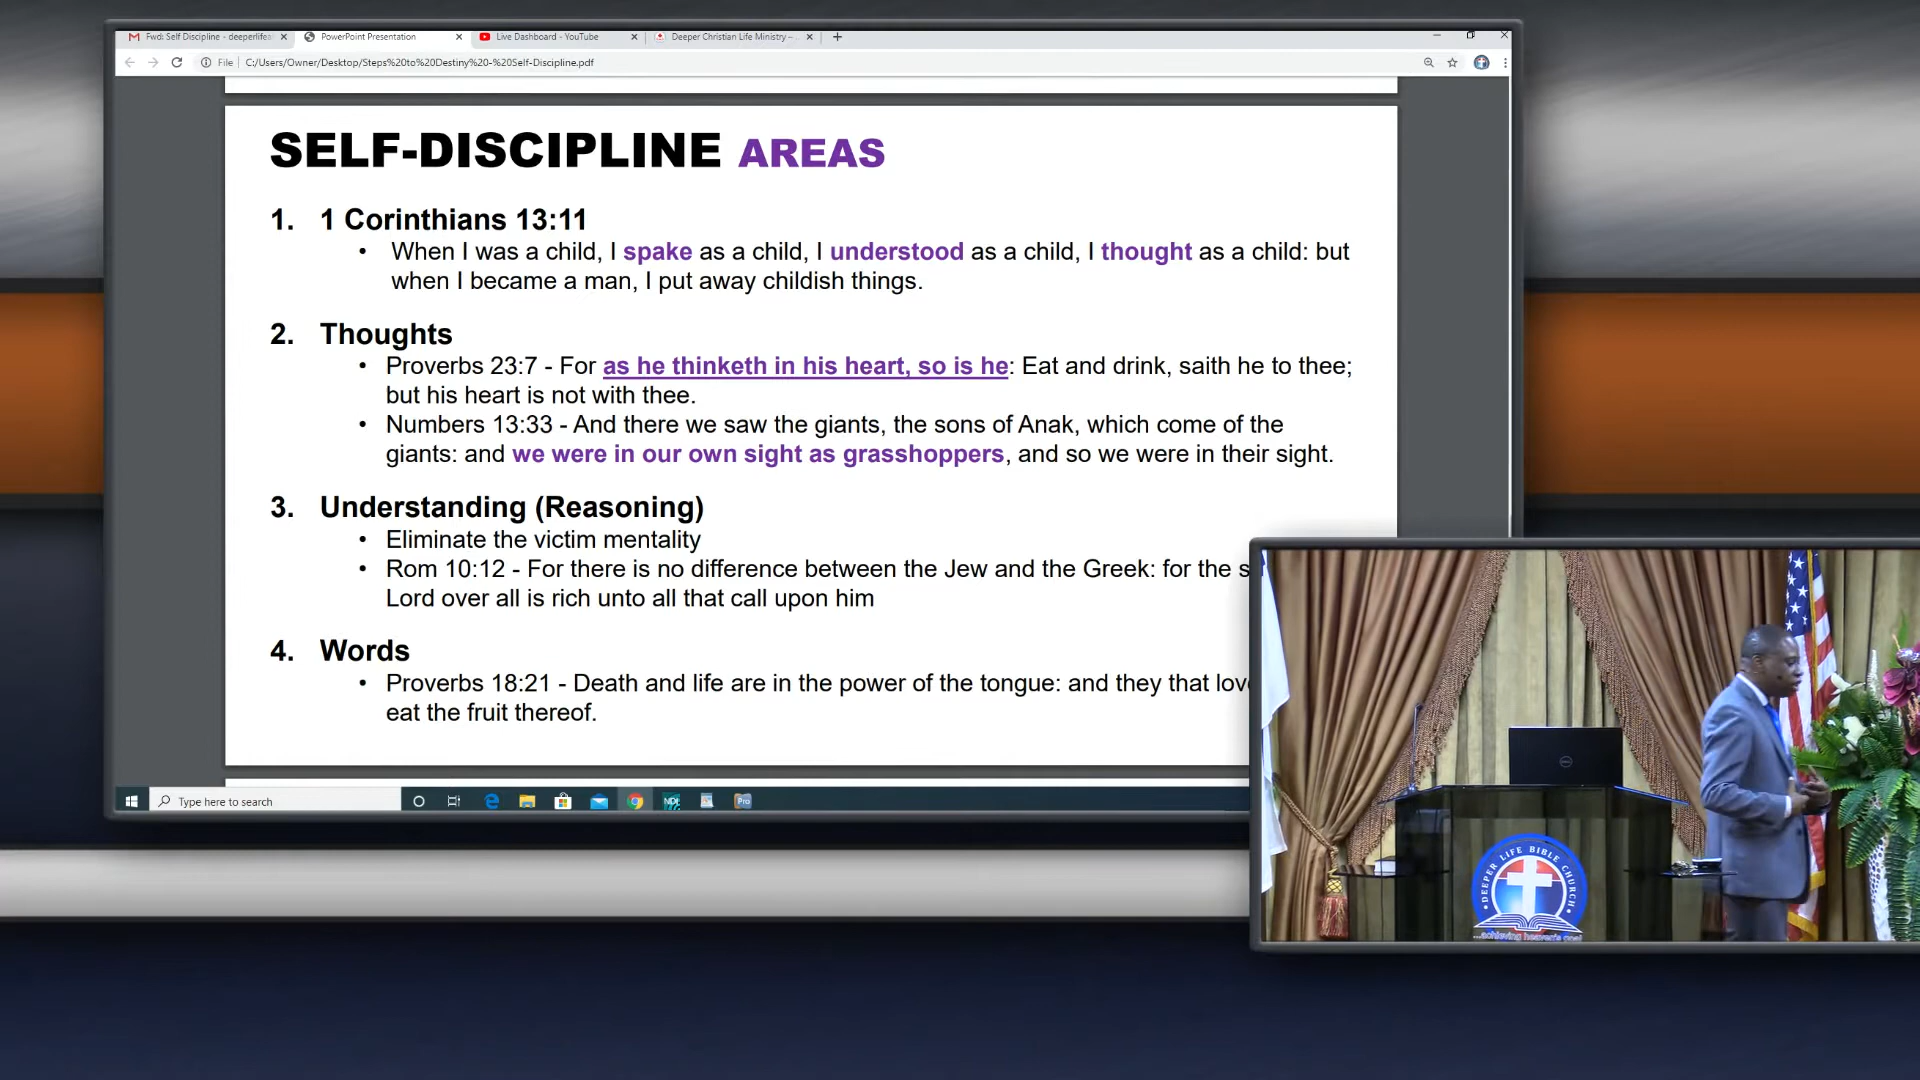 Fwd: Self Discipline - deeperlife
PowerPoint Presentation
Live Dashboard - YouTube
Deeper Christian Life Ministry –
File C:/Users/Owner/Desktop/Steps%20to%20Destiny%20-%20Self-Discipline.pdf
SELF-DISCIPLINE AREAS
1. 1 Corinthians 13:11
• When I was a child, I spake as a child, I understood as a child, I thought as a child: but
when I became a man, I put away childish things.
2. Thoughts
• Proverbs 23:7 - For as he thinketh in his heart, so is he: Eat and drink, saith he to thee;
but his heart is not with thee.
• Numbers 13:33 - And there we saw the giants, the sons of Anak, which come of the
giants: and we were in our own sight as grasshoppers, and so we were in their sight.
3. Understanding (Reasoning)
• Eliminate the victim mentality
• Rom 10:12 - For there is no difference between the Jew and the Greek: for the s
Lord over all is rich unto all that call upon him
4. Words
• Proverbs 18:21 - Death and life are in the power of the tongue: and they that lov
eat the fruit thereof.
Type here to search
NDI
Pro
DELL
DEEPER LIFE BIBLE CHURCH
...achieving heaven's goal